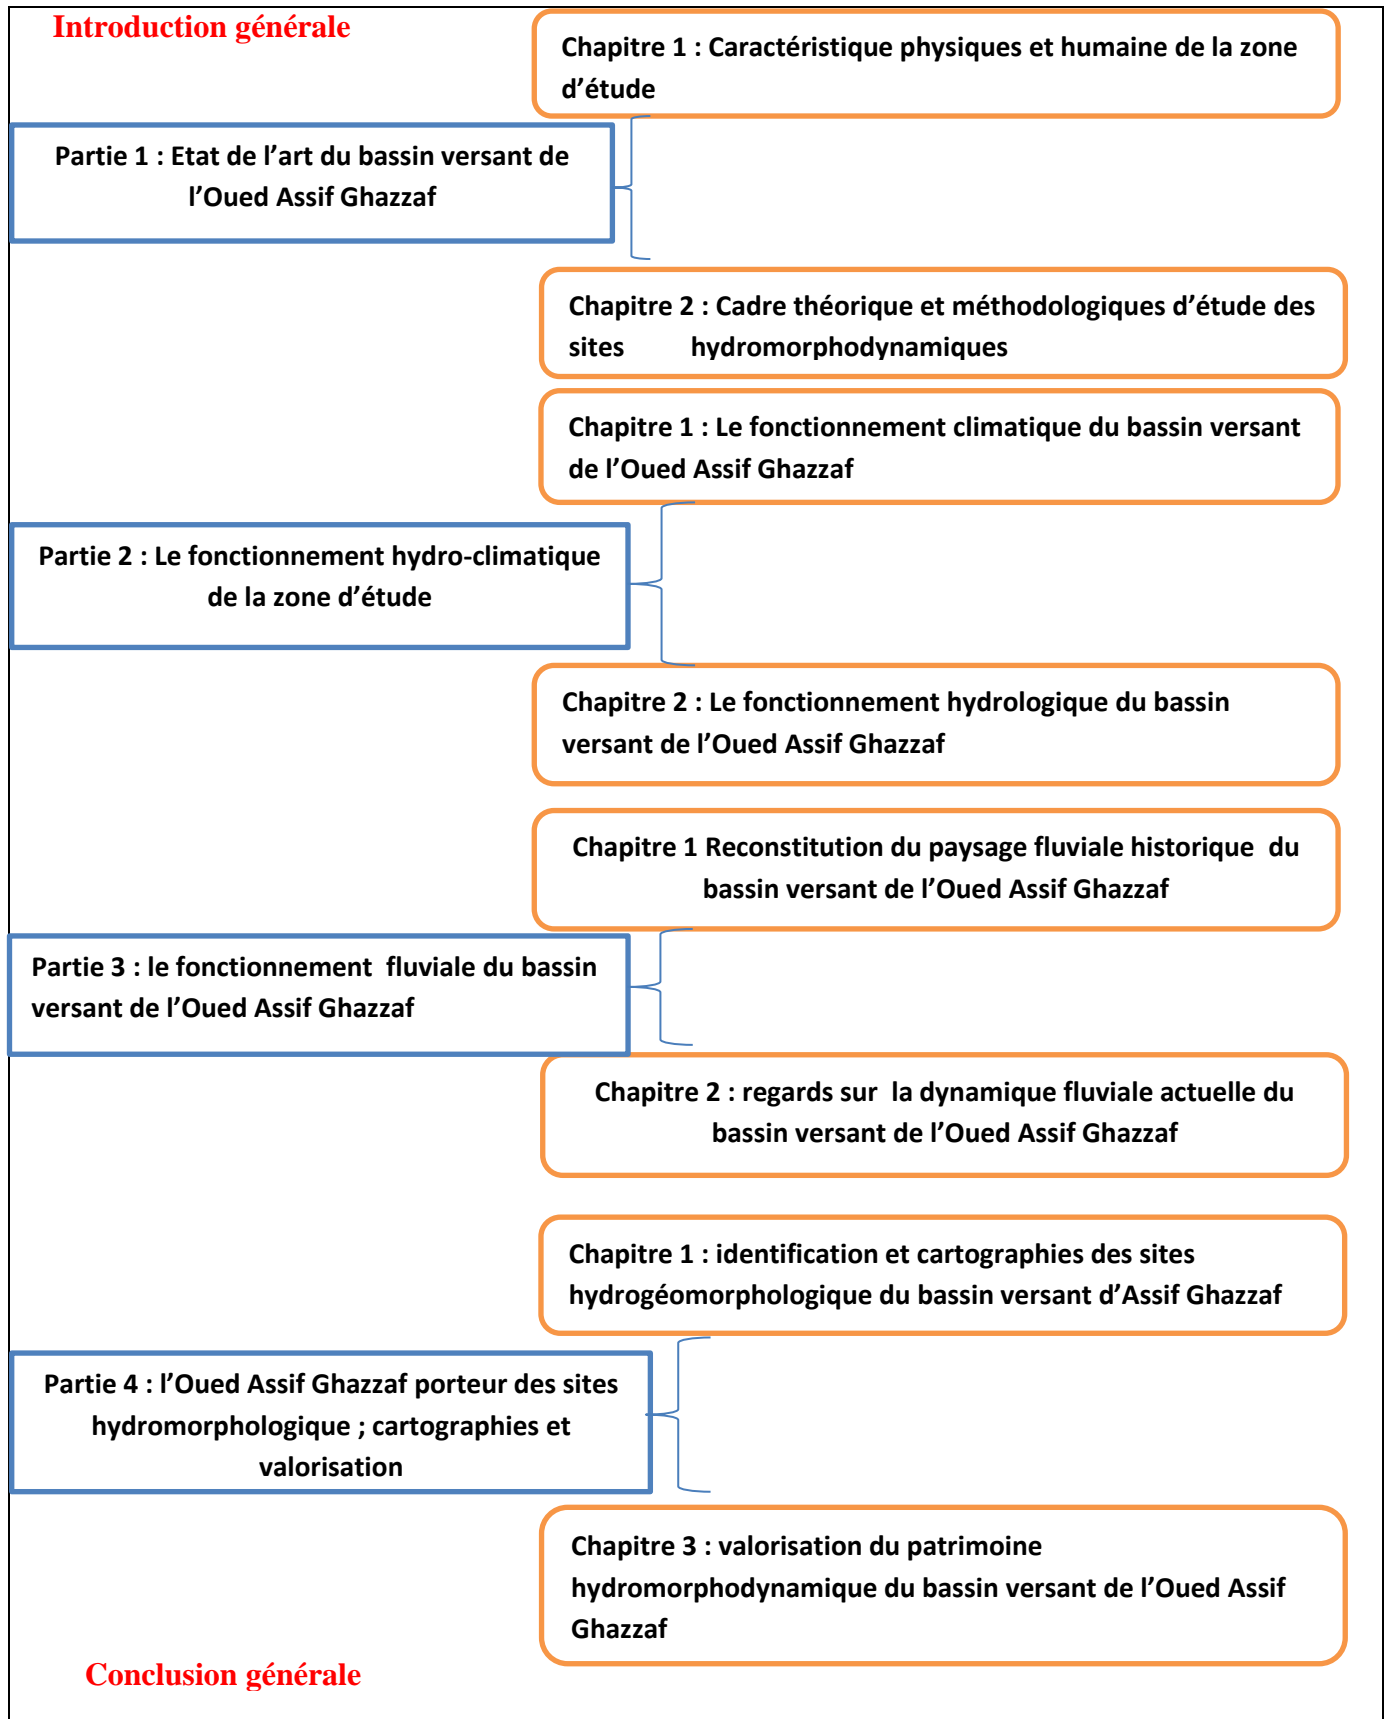 Introduction générale
Chapitre 1 : Caractéristique physiques et humaine de la zone
d’étude
Partie 1 : Etat de l’art du bassin versant de
l’Oued Assif Ghazzaf
Chapitre 2 : Cadre théorique et méthodologiques d’étude des
sites hydromorphodynamiques
Chapitre 1 : Le fonctionnement climatique du bassin versant
de l’Oued Assif Ghazzaf
Partie 2 : Le fonctionnement hydro-climatique
de la zone d’étude
Chapitre 2 : Le fonctionnement hydrologique du bassin
versant de l’Oued Assif Ghazzaf
Chapitre 1 Reconstitution du paysage fluviale historique du
bassin versant de l’Oued Assif Ghazzaf
Partie 3 : le fonctionnement fluviale du bassin
versant de l’Oued Assif Ghazzaf
Chapitre 2 : regards sur la dynamique fluviale actuelle du
bassin versant de l’Oued Assif Ghazzaf
Chapitre 1 : identification et cartographies des sites
hydrogéomorphologique du bassin versant d’Assif Ghazzaf
Partie 4 : l’Oued Assif Ghazzaf porteur des sites
hydromorphologique ; cartographies et
valorisation
Chapitre 3 : valorisation du patrimoine
hydromorphodynamique du bassin versant de l’Oued Assif
Ghazzaf
Conclusion générale